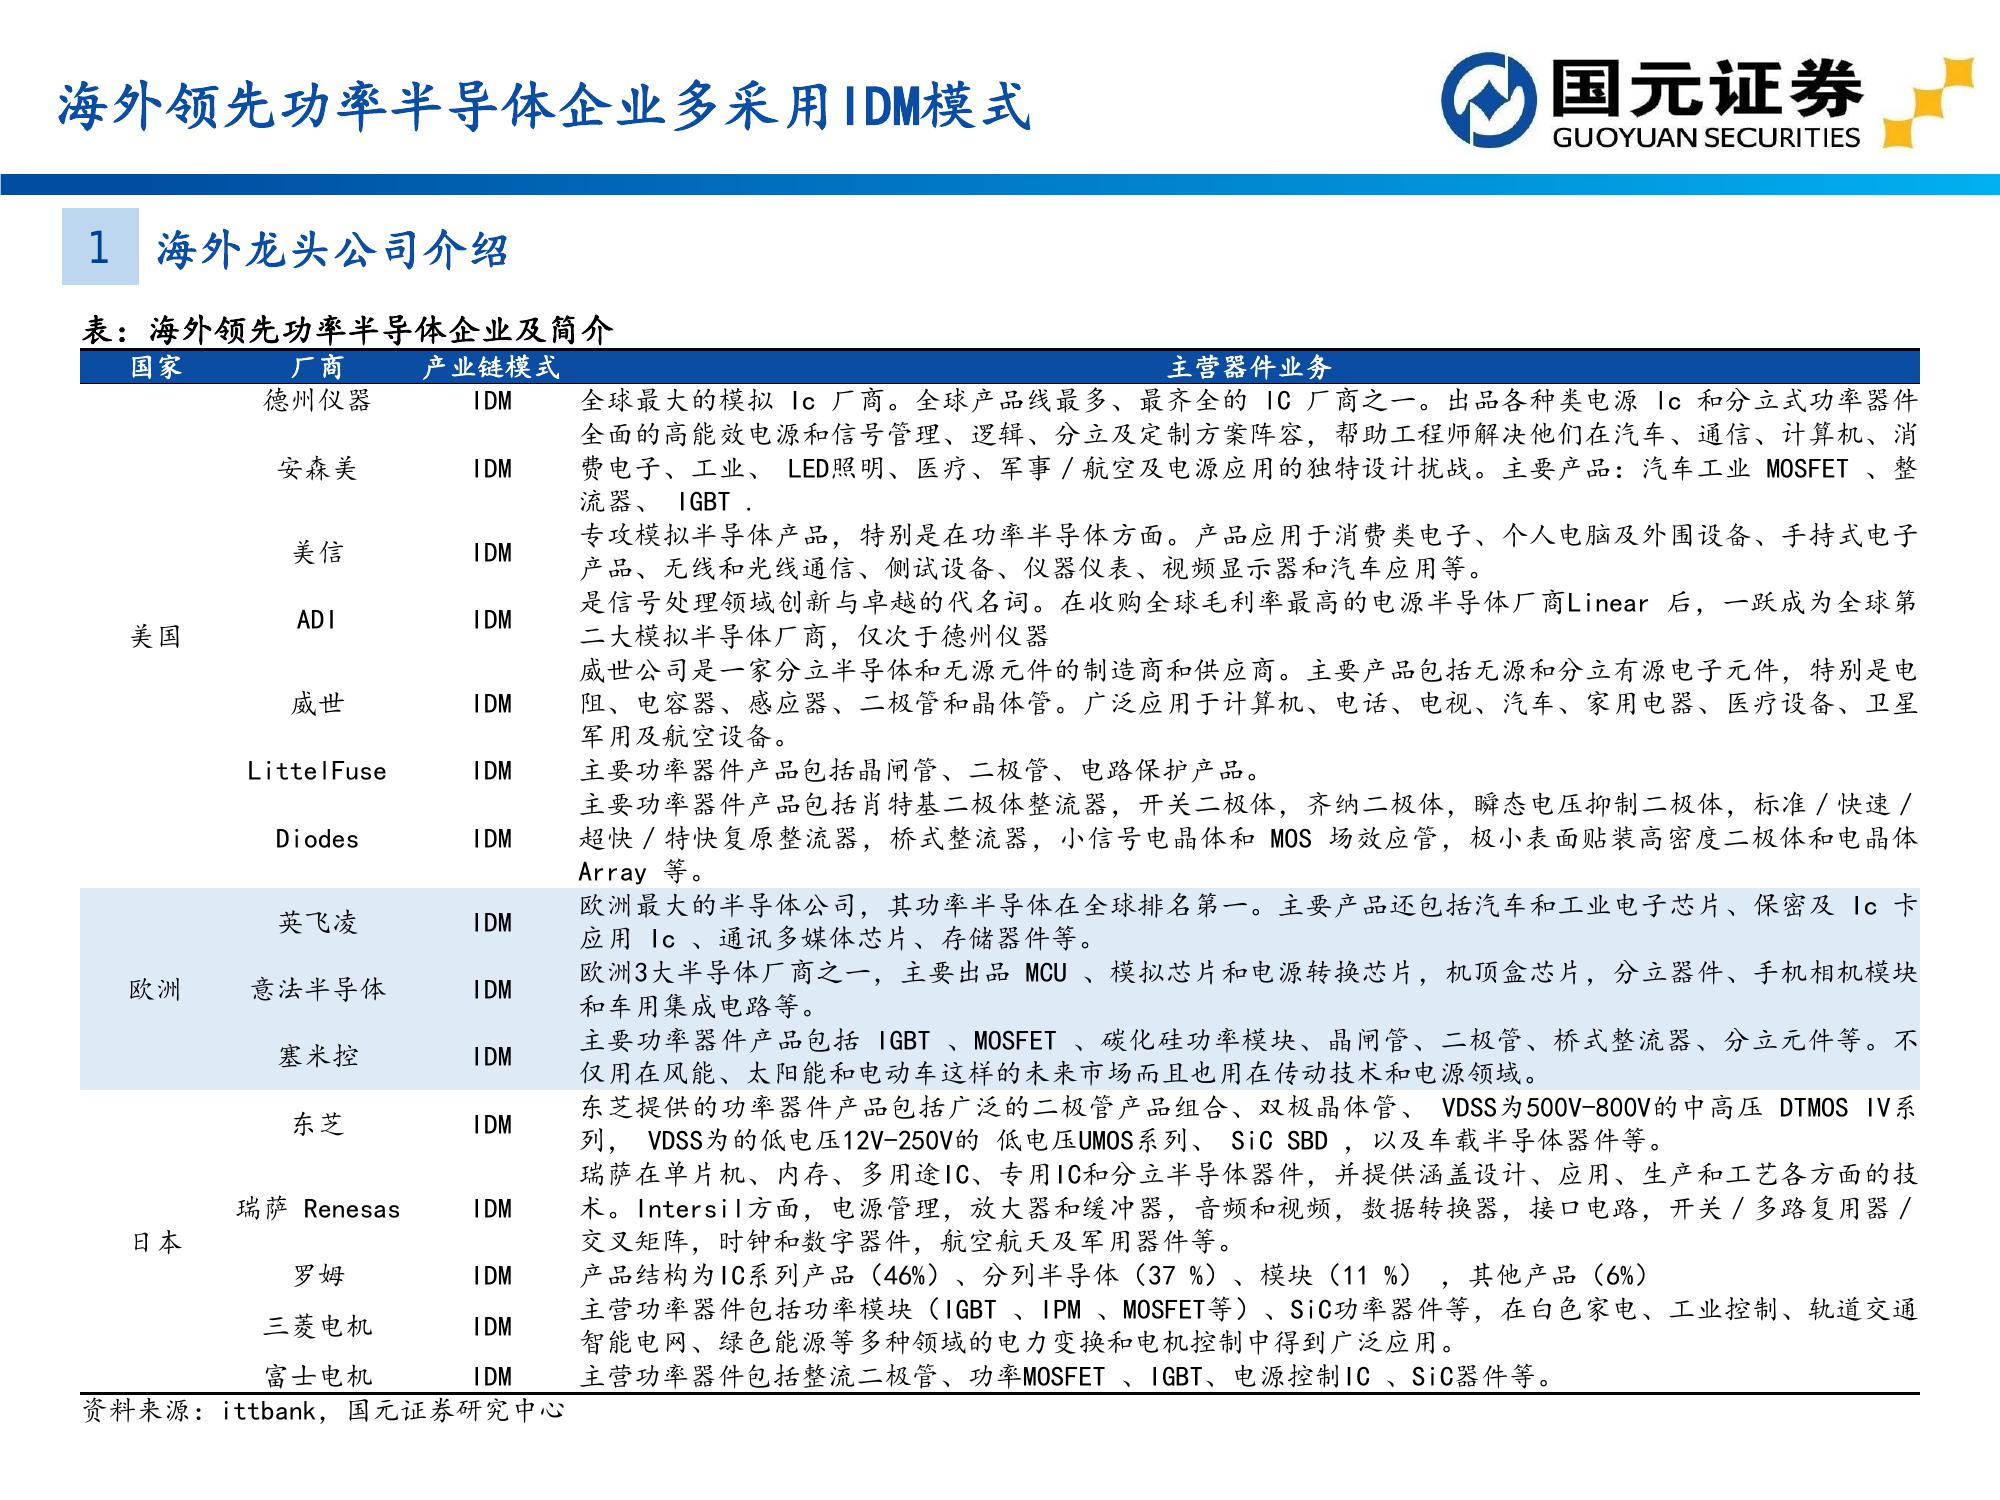 海外领先功率半导体企业多采用IDM模式
国元证券
GUOYUAN SECURITIES
1 海外龙头公司介绍
表：海外领先功率半导体企业及简介
国家 厂商 产业链模式 主营器件业务
美国
德州仪器 IDM 全球最大的模拟 Ic 厂商。全球产品线最多、最齐全的 IC 厂商之一。出品各种类电源 Ic 和分立式功率器件
安森美 IDM 全面的高能效电源和信号管理、逻辑、分立及定制方案阵容，帮助工程师解决他们在汽车、通信、计算机、消
费电子、工业、 LED照明、医疗、军事／航空及电源应用的独特设计扰战。主要产品：汽车工业 MOSFET 、整
流器、 IGBT .
美信 IDM 专攻模拟半导体产品，特别是在功率半导体方面。产品应用于消费类电子、个人电脑及外围设备、手持式电子
产品、无线和光线通信、侧试设备、仪器仪表、视频显示器和汽车应用等。
ADI IDM 是信号处理领域创新与卓越的代名词。在收购全球毛利率最高的电源半导体厂商Linear 后，一跃成为全球第
二大模拟半导体厂商，仅次于德州仪器
威世 IDM 威世公司是一家分立半导体和无源元件的制造商和供应商。主要产品包括无源和分立有源电子元件，特别是电
阻、电容器、感应器、二极管和晶体管。广泛应用于计算机、电话、电视、汽车、家用电器、医疗设备、卫星
军用及航空设备。
LittelFuse IDM 主要功率器件产品包括晶闸管、二极管、电路保护产品。
Diodes IDM 主要功率器件产品包括肖特基二极体整流器，开关二极体，齐纳二极体，瞬态电压抑制二极体，标准／快速／
超快／特快复原整流器，桥式整流器，小信号电晶体和 MOS 场效应管，极小表面贴装高密度二极体和电晶体
Array 等。
欧洲
英飞凌 IDM 欧洲最大的半导体公司，其功率半导体在全球排名第一。主要产品还包括汽车和工业电子芯片、保密及 Ic 卡
应用 Ic 、通讯多媒体芯片、存储器件等。
意法半导体 IDM 欧洲3大半导体厂商之一，主要出品 MCU 、模拟芯片和电源转换芯片，机顶盒芯片，分立器件、手机相机模块
和车用集成电路等。
塞米控 IDM 主要功率器件产品包括 IGBT 、MOSFET 、碳化硅功率模块、晶闸管、二极管、桥式整流器、分立元件等。不
仅用在风能、太阳能和电动车这样的未来市场而且也用在传动技术和电源领域。
日本
东芝 IDM 东芝提供的功率器件产品包括广泛的二极管产品组合、双极晶体管、 VDSS为500V-800V的中高压 DTMOS IV系
列， VDSS为的低电压12V-250V的 低电压UMOS系列、 SiC SBD ，以及车载半导体器件等。
瑞萨 Renesas IDM 瑞萨在单片机、内存、多用途IC、专用IC和分立半导体器件，并提供涵盖设计、应用、生产和工艺各方面的技
术。Intersil方面，电源管理，放大器和缓冲器，音频和视频，数据转换器，接口电路，开关／多路复用器／
交叉矩阵，时钟和数字器件，航空航天及军用器件等。
罗姆 IDM 产品结构为IC系列产品（46%）、分列半导体（37 %）、模块（11 %） ，其他产品（6%）
三菱电机 IDM 主营功率器件包括功率模块（IGBT 、IPM 、MOSFET等）、SiC功率器件等，在白色家电、工业控制、轨道交通
智能电网、绿色能源等多种领域的电力变换和电机控制中得到广泛应用。
富士电机 IDM 主营功率器件包括整流二极管、功率MOSFET 、IGBT、电源控制IC 、SiC器件等。
资料来源：ittbank，国元证券研究中心